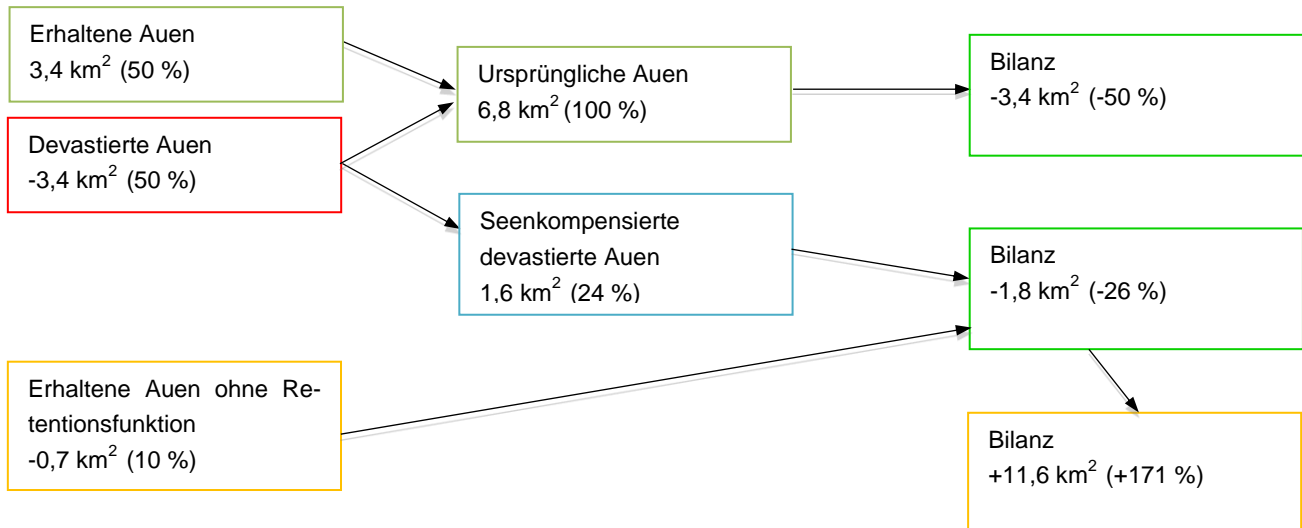 Erhaltene Auen
3,4 km² (50 %)
Devastierte Auen
-3,4 km² (50 %)
Ursprüngliche Auen
6,8 km² (100 %)
Bilanz
-3,4 km² (-50 %)
Seenkompensierte
devastierte Auen
1,6 km² (24 %)
Bilanz
-1,8 km² (-26 %)
Erhaltene Auen ohne Re-
tentionsfunktion
-0,7 km² (10 %)
Bilanz
+11,6 km² (+171 %)